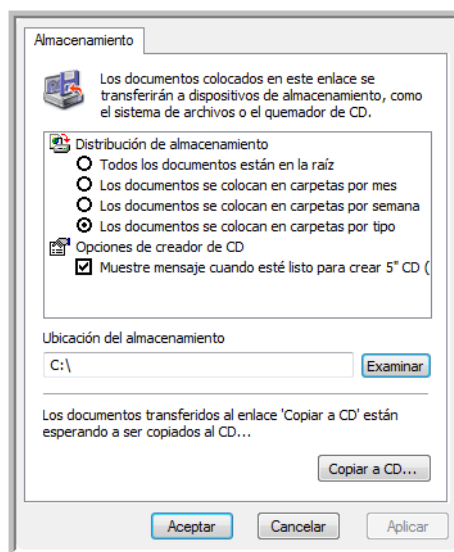 Almacenamiento
Los documentos colocados en este enlace se
transferirán a dispositivos de almacenamiento, como
el sistema de archivos o el quemador de CD.
Distribución de almacenamiento
Todos los documentos están en la raíz
Los documentos se colocan en carpetas por mes
Los documentos se colocan en carpetas por semana
Los documentos se colocan en carpetas por tipo
Opciones de creador de CD
Muestre mensaje cuando esté listo para crear 5" CD (
Ubicación del almacenamiento
C:\
Examinar
Los documentos transferidos al enlace 'Copiar a CD' están
esperando a ser copiados al CD...
Copiar a CD...
Aceptar Cancelar Aplicar